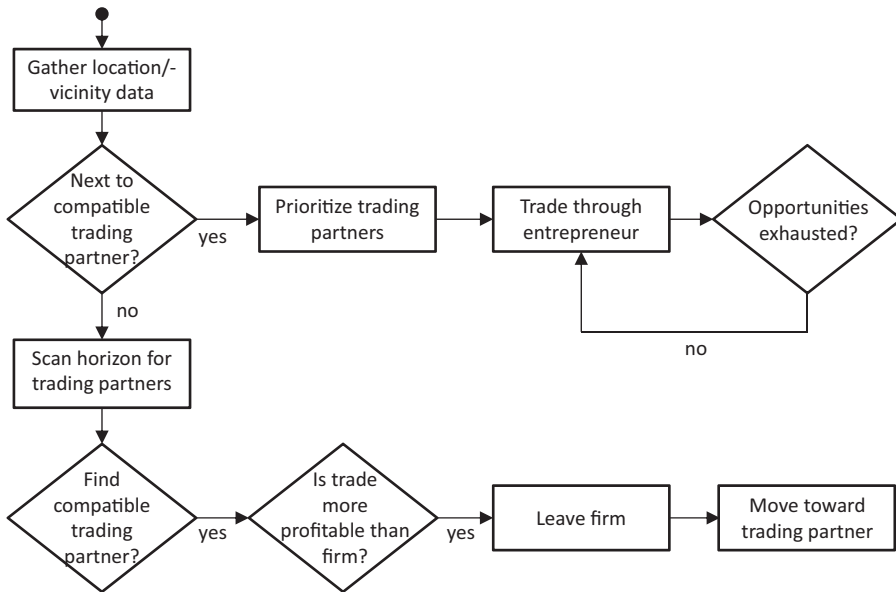 Gather location/-
vicinity data
Next to
compatible
trading
partner?
yes
Prioritize trading
partners
Trade through
entrepreneur
Opportunities
exhausted?
no
no
Scan horizon for
trading partners
Find
compatible
trading
partner?
yes
Is trade
more
profitable than
firm?
yes
Leave firm
Move toward
trading partner